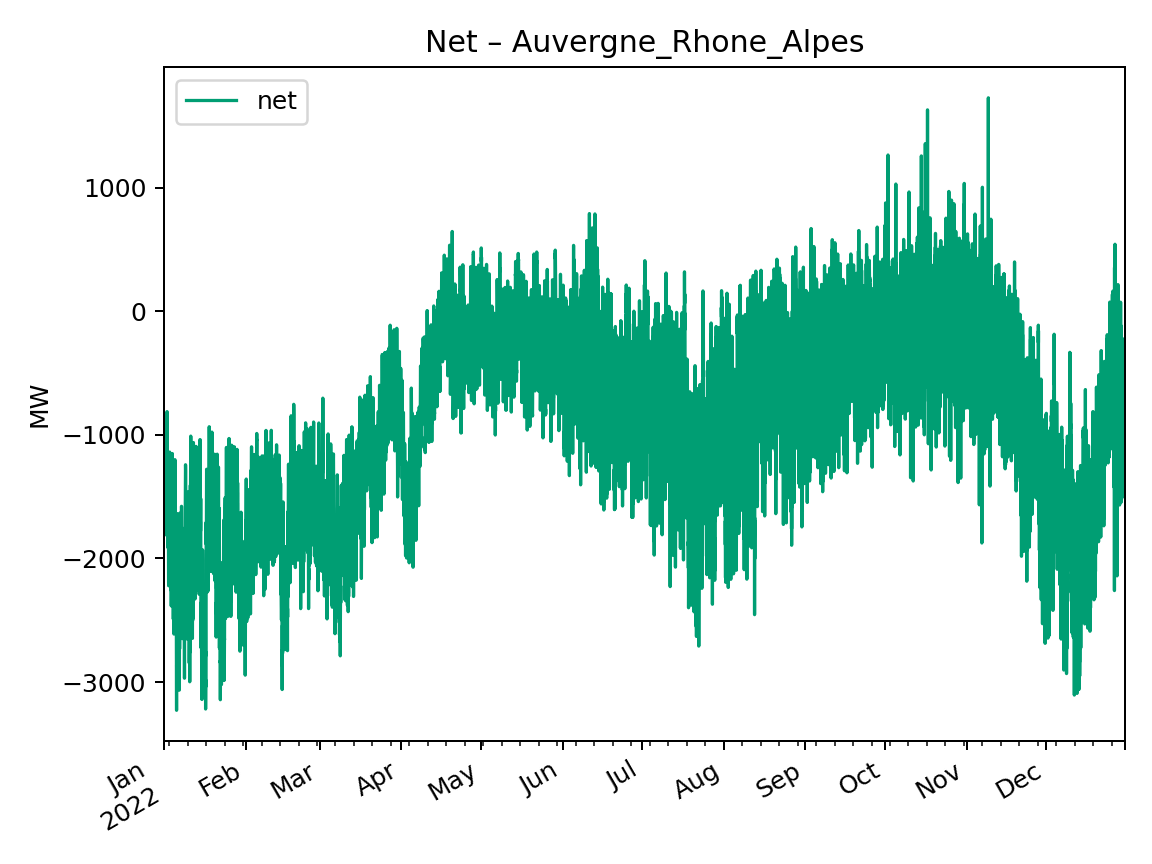 Net – Auvergne_Rhone_Alpes
net
MW
1000
0
−1000
−2000
−3000
Jan
2022
Feb
Mar
Apr
May
Jun
Jul
Aug
Sep
Oct
Nov
Dec